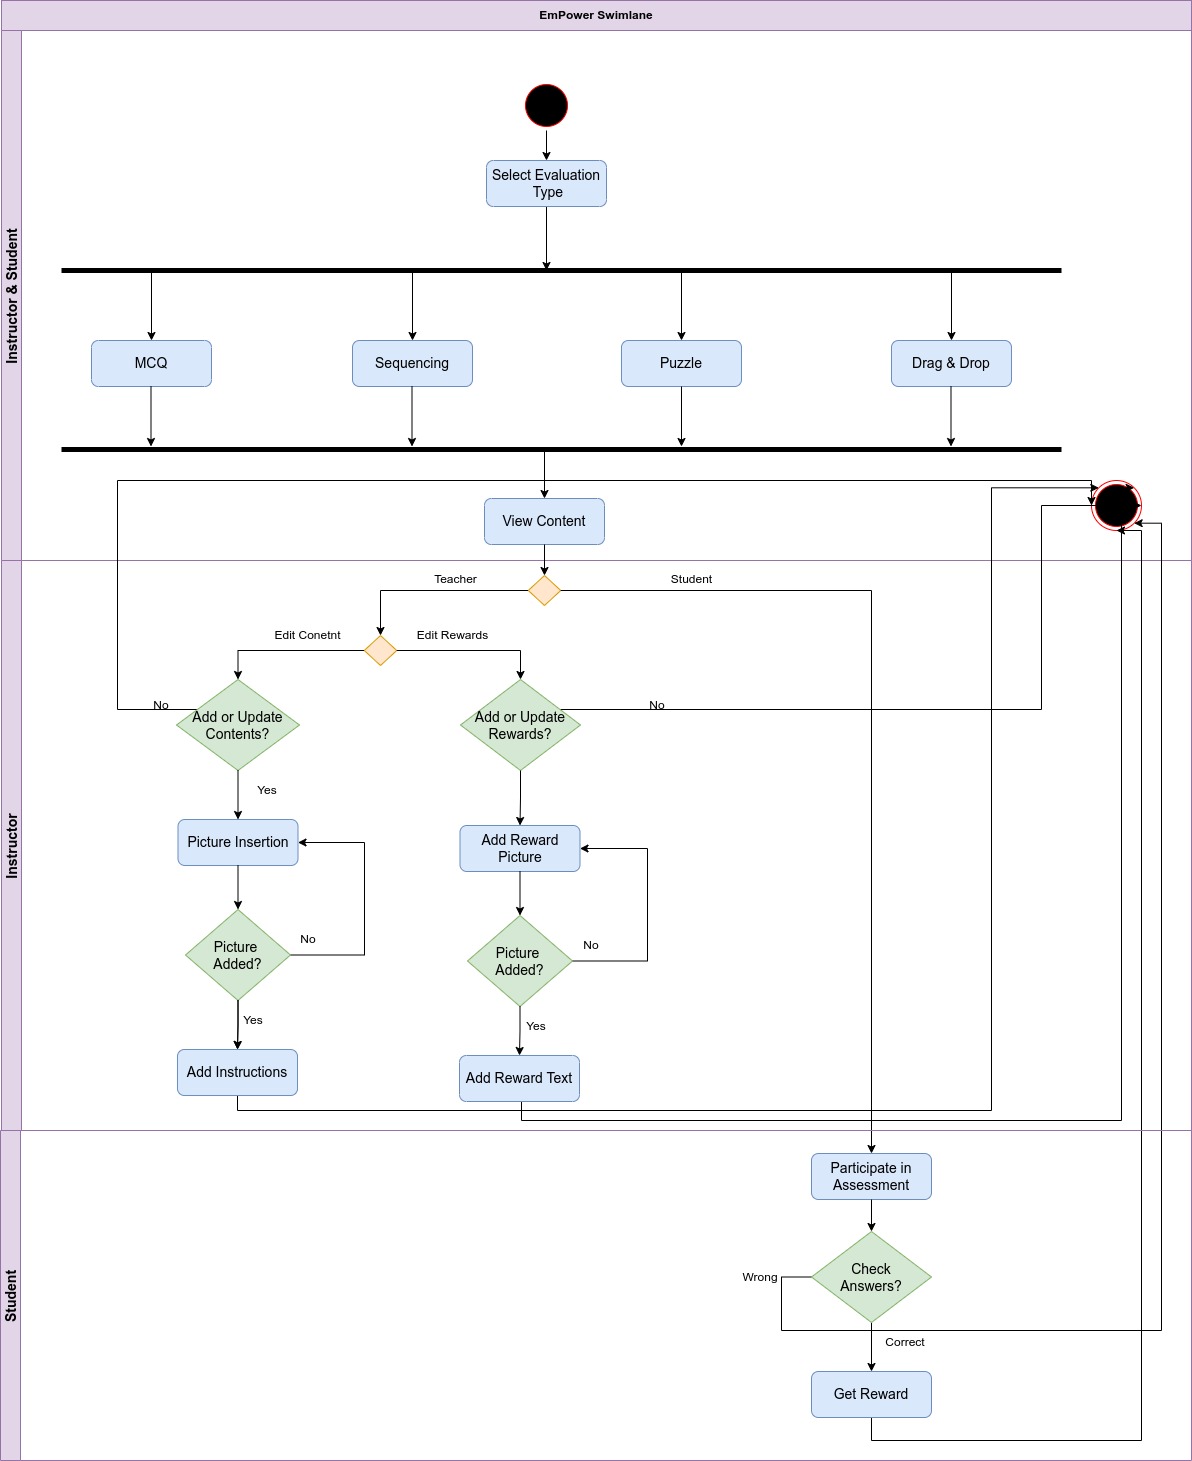 EmPower Swimlane
Instructor & Student
Select Evaluation
Type
MCQ
Sequencing
Puzzle
Drag & Drop
View Content
Instructor
Teacher
Student
Edit Conetnt
Edit Rewards
No
Add or Update
Contents?
Add or Update
Rewards?
No
Yes
Picture Insertion
Add Reward
Picture
Picture
Added?
No
Picture
Added?
No
Yes
Yes
Add Instructions
Add Reward Text
Student
Participate in
Assessment
Check
Answers?
Wrong
Correct
Get Reward